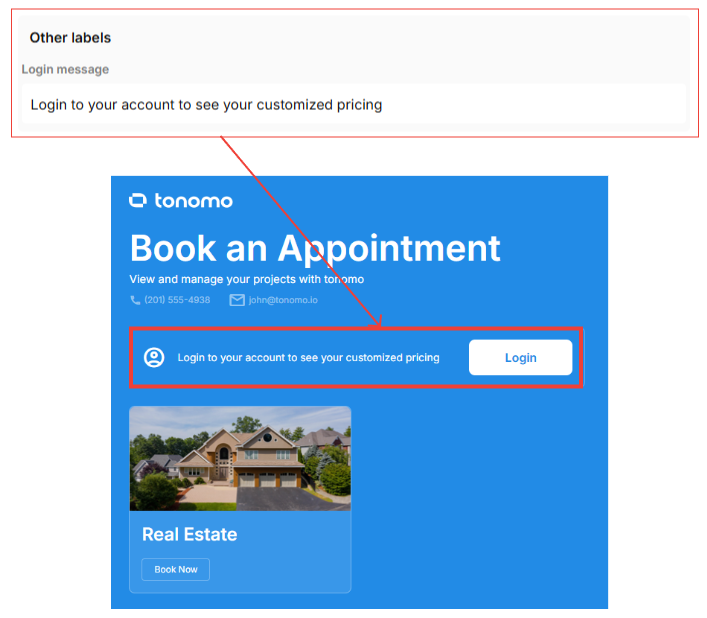 Other labels
Login message
Login to your account to see your customized pricing
tonomo
Book an Appointment
View and manage your projects with tonomo
(201) 555-4938 john@tonomo.io
Login to your account to see your customized pricing Login
Real Estate
Book Now